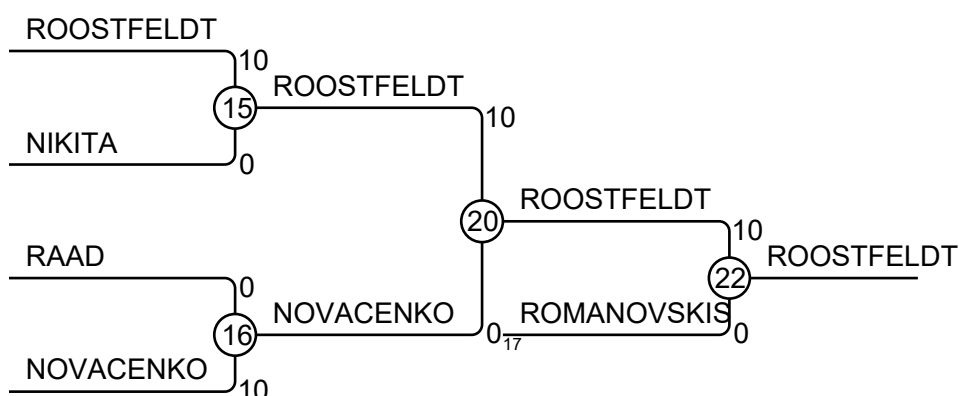 ROOSTFELDT
10
15
ROOSTFELDT
NIKITA
0
10
20
ROOSTFELDT
RAAD
0
16
NOVACENKO
0
NOVACENKO
10
17
ROMANOVSKIS
10
22
0
ROOSTFELDT